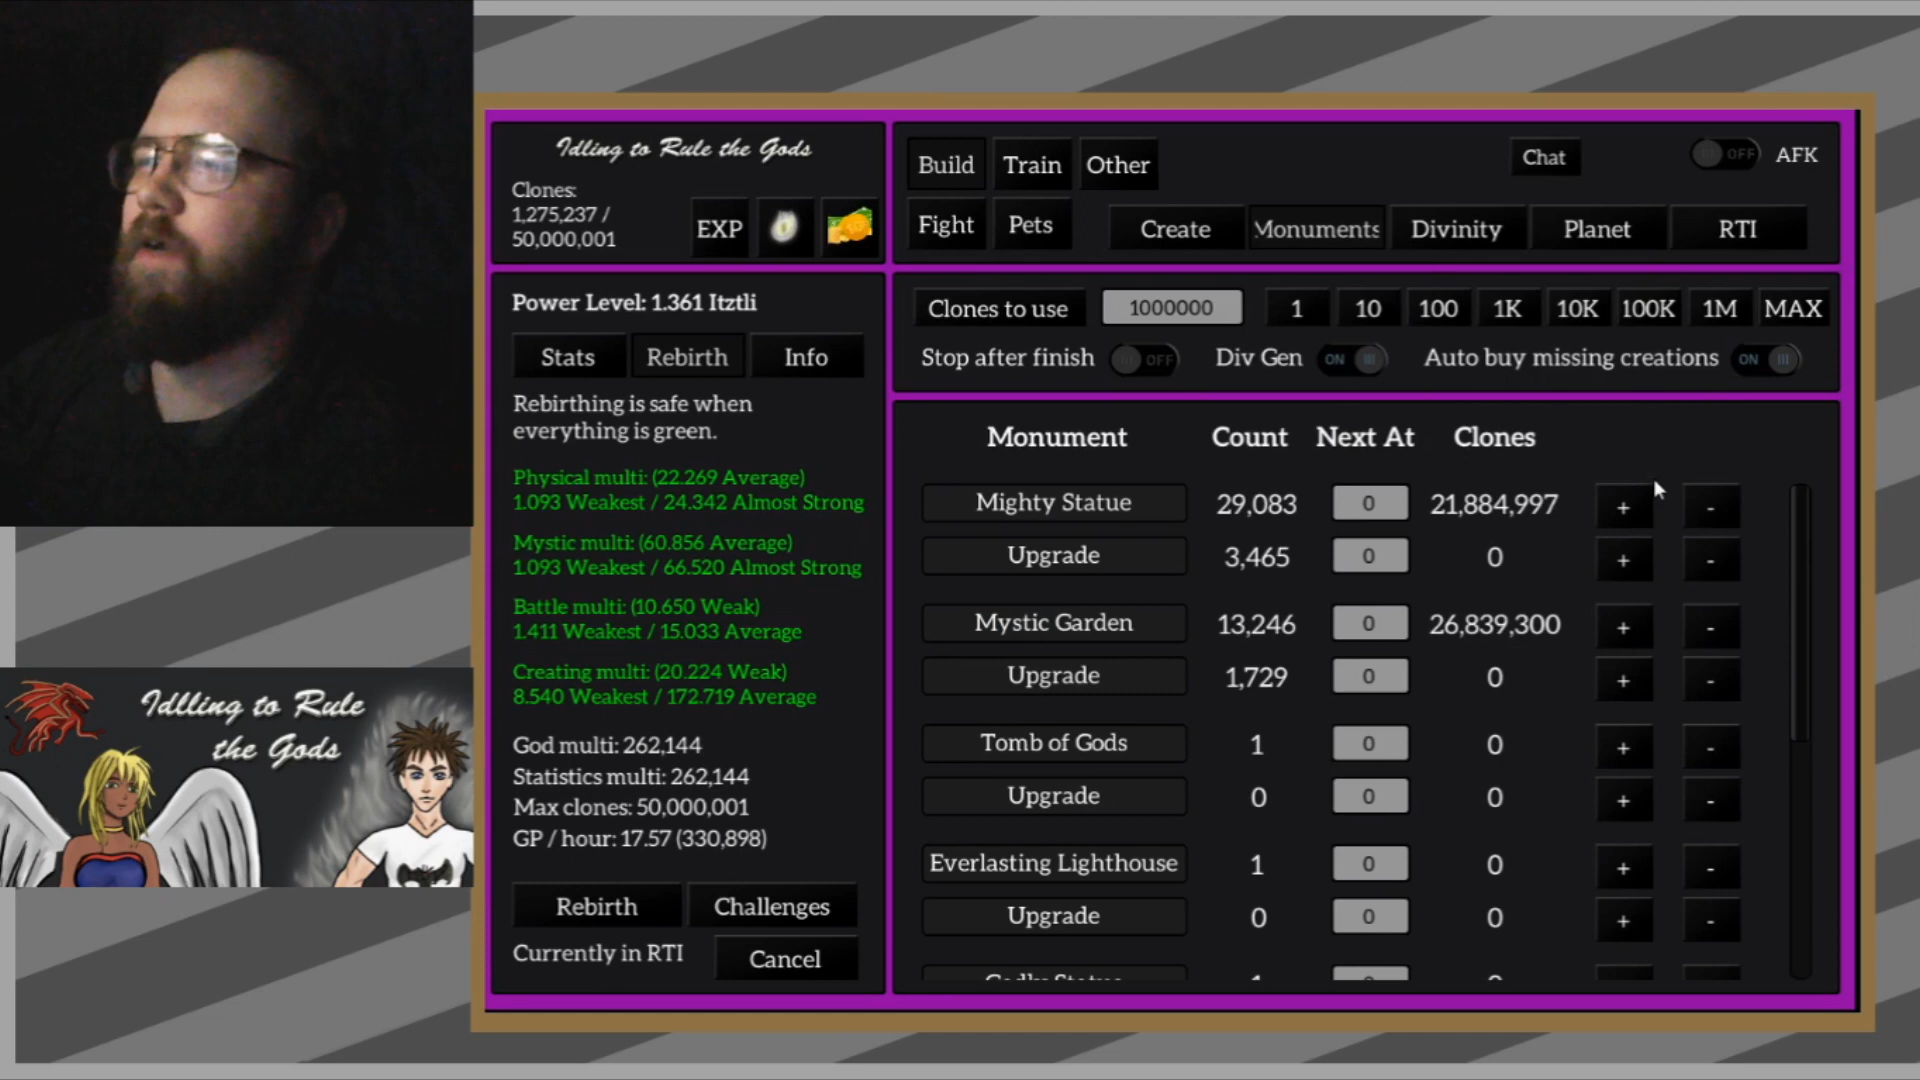 Idling to Rule the Gods
Clones:
1,275,237 /
50,000,001
EXP
Build
Train
Other
Fight
Pets
Chat
OFF
AFK
Create
Monuments
Divinity
Planet
RTI
Power Level: 1.361 Itztli
Stats
Rebirth
Info
Rebirthing is safe when
everything is green.
Physical multi: (22.269 Average)
1.093 Weakest / 24.342 Almost Strong
Mystic multi: (60.856 Average)
1.093 Weakest / 66.520 Almost Strong
Battle multi: (10.650 Weak)
1.411 Weakest / 15.033 Average
Creating multi: (20.224 Weak)
8.540 Weakest / 172.719 Average
God multi: 262,144
Statistics multi: 262,144
Max clones: 50,000,001
GP / hour: 17.57 (330,898)
Rebirth
Challenges
Currently in RTI
Cancel
Clones to use 1000000 1 10 100 1K 10K 100K 1M MAX
Stop after finish OFF Div Gen ON Auto buy missing creations ON
Monument Count Next At Clones
Mighty Statue 29,083 0 21,884,997 + -
Upgrade 3,465 0 0 + -
Mystic Garden 13,246 0 26,839,300 + -
Upgrade 1,729 0 0 + -
Tomb of Gods 1 0 0 + -
Upgrade 0 0 0 + -
Everlasting Lighthouse 1 0 0 + -
Upgrade 0 0 0 + -
Idlling to Rule
the Gods